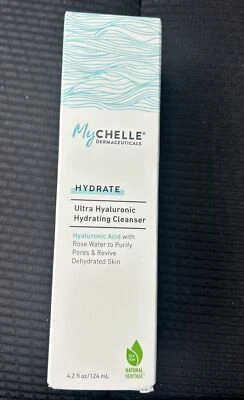 MyCHELLE®
DERMACEUTICALS
HYDRATE
Ultra Hyaluronic
Hydrating Cleanser
Hyaluronic Acid with
Rose Water to Purify
Pores & Revive
Dehydrated Skin
NATURAL
HERITAGE
4.2 fl oz/124 mL